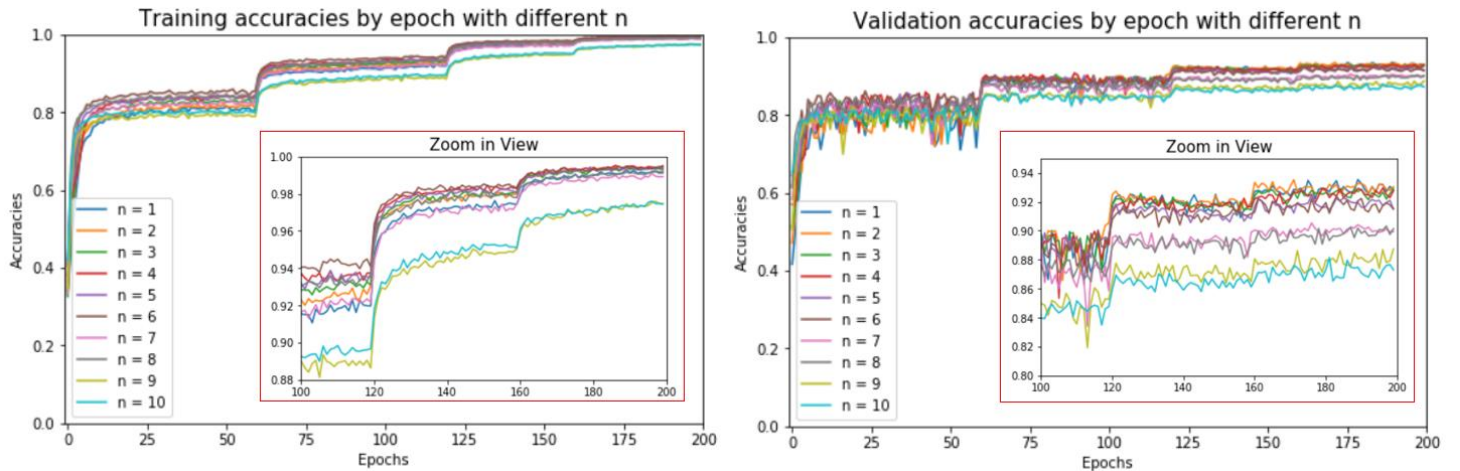 Training accuracies by epoch with different n
1.0
0.8
0.6
0.4
0.2
0.0
Accuracies
0 25 50 75 100 125 150 175 200
Epochs
n = 1
n = 2
n = 3
n = 4
n = 5
n = 6
n = 7
n = 8
n = 9
n = 10
Zoom in View
1.00
0.98
0.96
0.94
0.92
0.90
0.88
100 120 140 160 180 200
Validation accuracies by epoch with different n
1.0
0.8
0.6
0.4
0.2
0.0
Accuracies
0 25 50 75 100 125 150 175 200
Epochs
n = 1
n = 2
n = 3
n = 4
n = 5
n = 6
n = 7
n = 8
n = 9
n = 10
Zoom in View
0.94
0.92
0.90
0.88
0.86
0.84
0.82
0.80
100 120 140 160 180 200